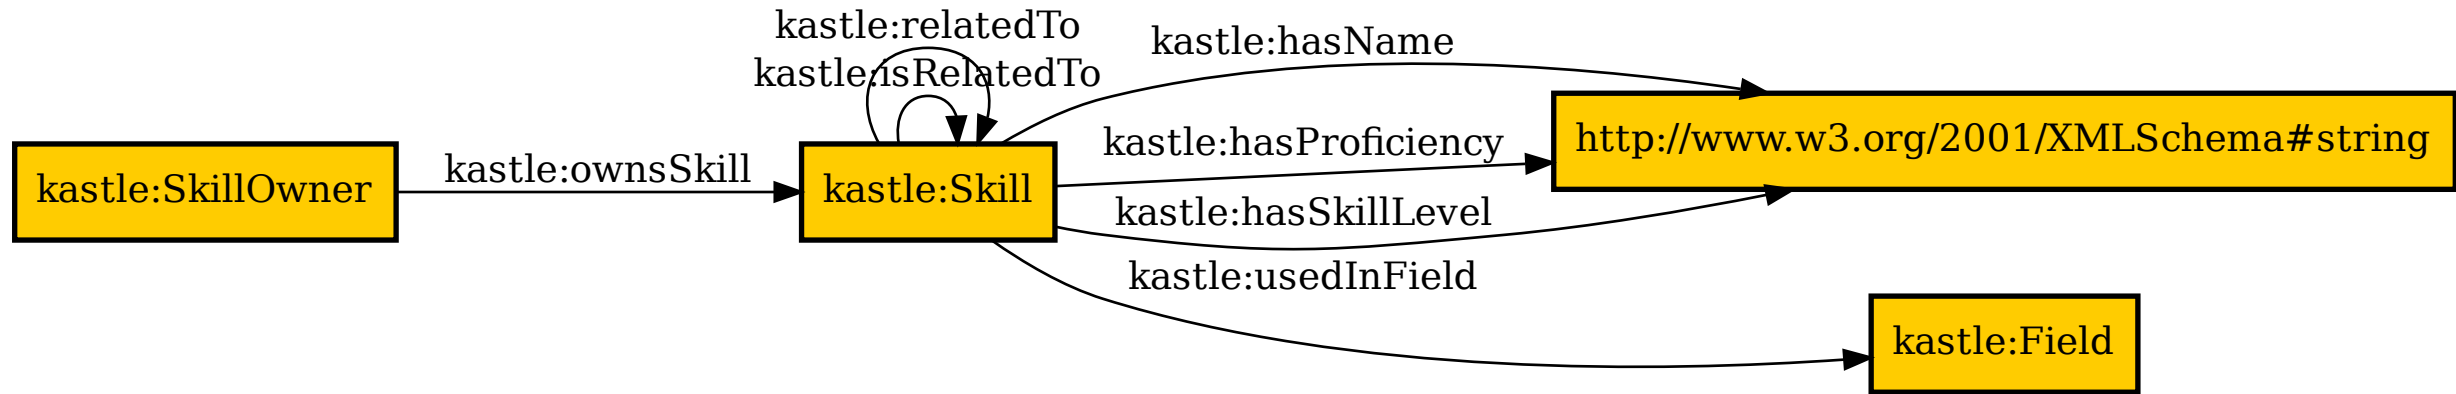 kastle:relatedTo
kastle:hasName
kastle:isRelatedTo
http://www.w3.org/2001/XMLSchema#string
kastle:hasProficiency
kastle:ownsSkill
kastle:SkillOwner
kastle:Skill
kastle:hasSkillLevel
kastle:usedInField
kastle:Field